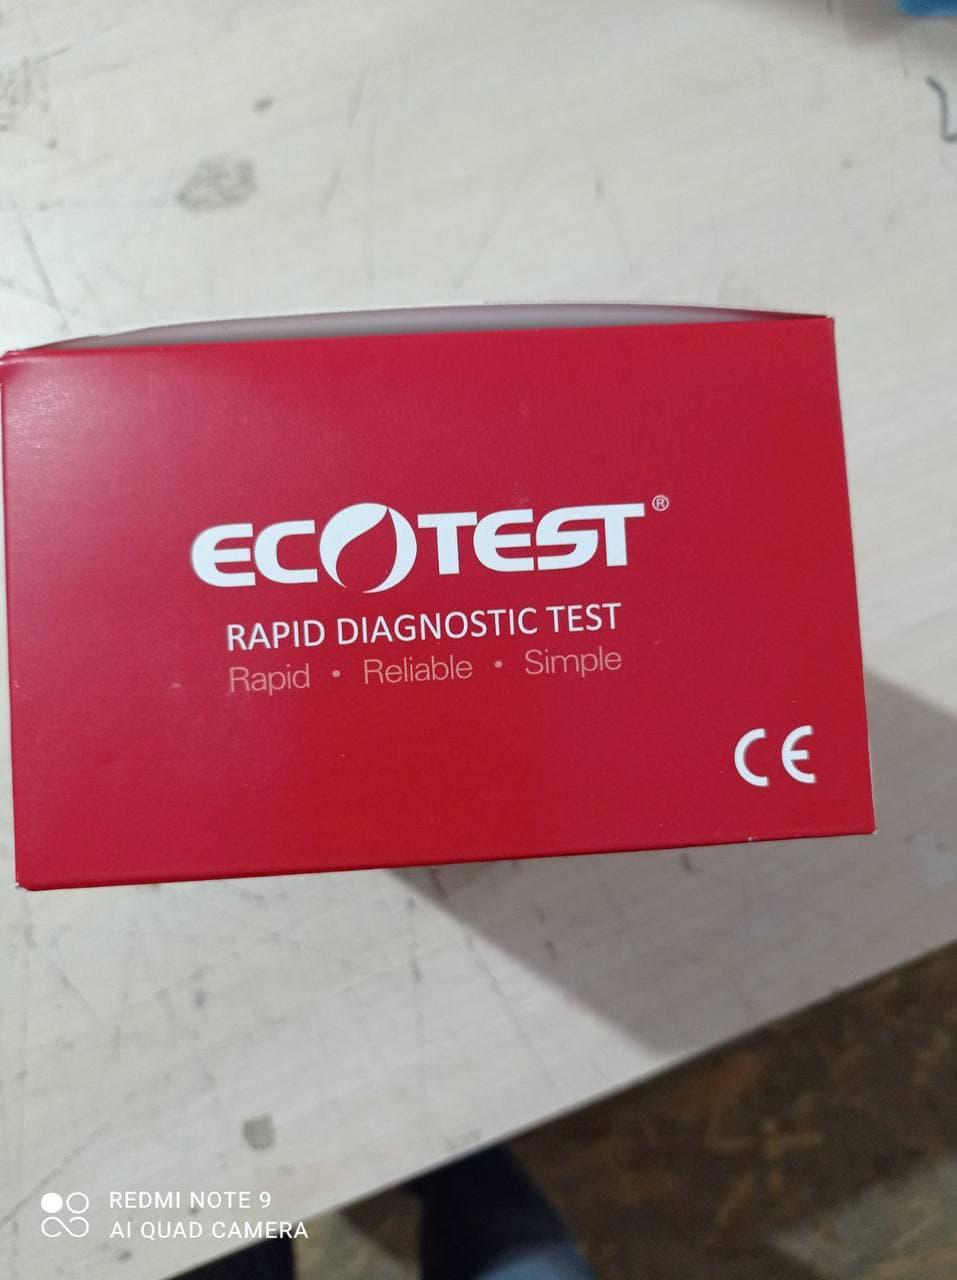 ECOTEST®
RAPID DIAGNOSTIC TEST
Rapid • Reliable • Simple
CE
REDMI NOTE 9
AI QUAD CAMERA